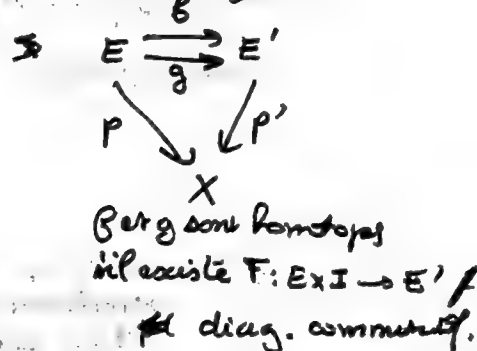 f
E E'
g
p p'
X
f et g sont homotopes
s'il existe F: E×I → E' /
diag. commutatif.